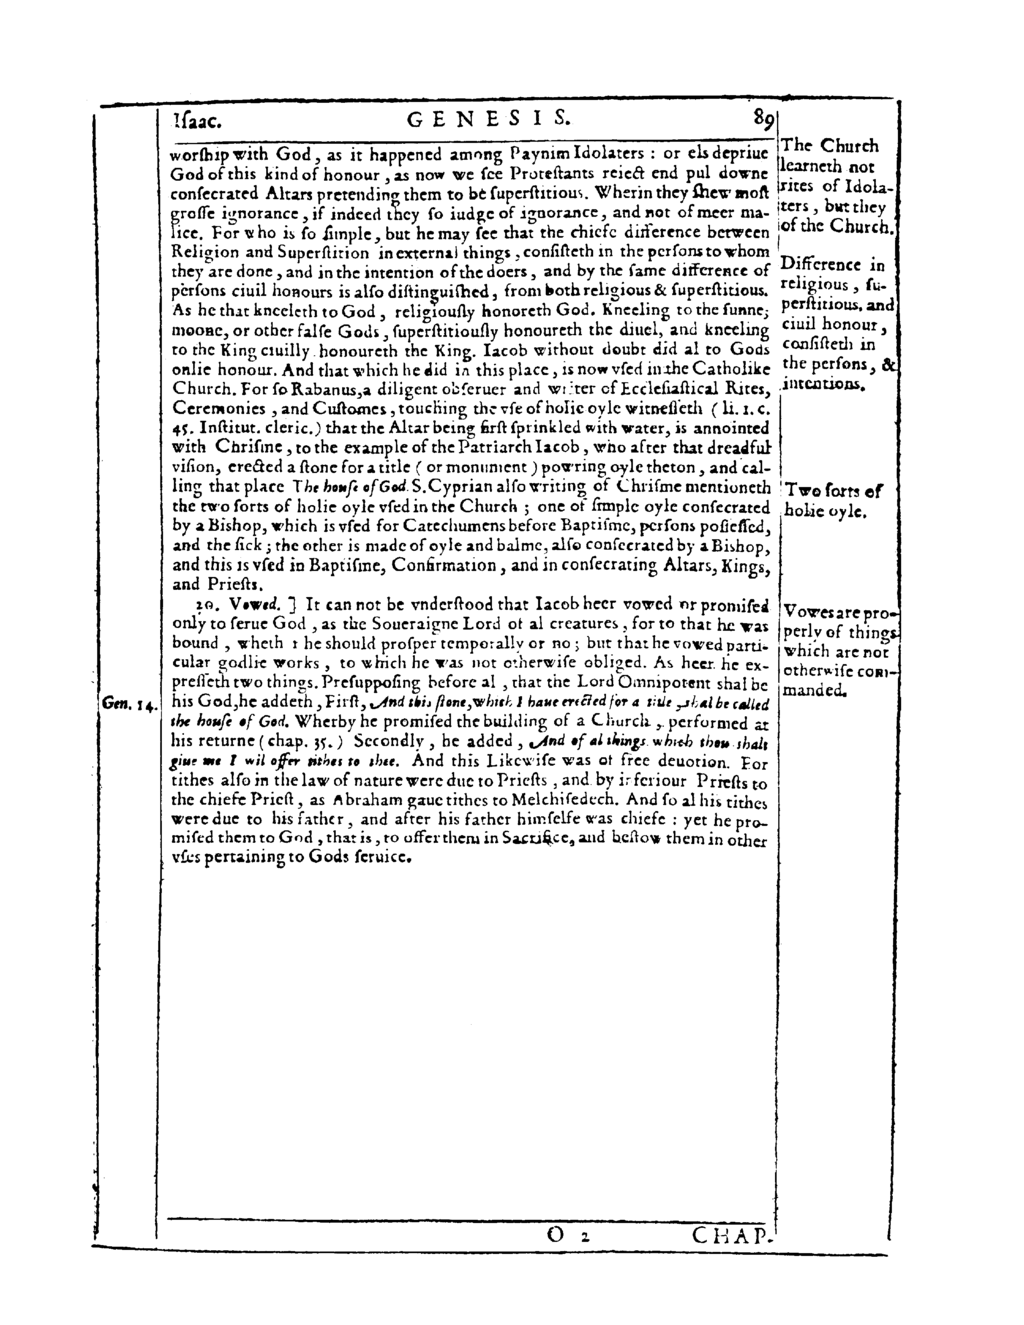 Iſaac. GENESIS. 89
worſhip with God, as it happened among Paynim Idolaters : or els depriue
God of this kind of honour, as now we ſee Proteſtants reiect end pul downe
conſecrated Altars pretending them to be ſuperſtitious. Wherin they ſhew moſt
groſſe ignorance, if indeed they ſo iudge of ignorance, and not of meer ma-
lice. For who is ſo ſimple, but he may ſee that the chiefe difference between
Religion and Superſtition in external things, conſiſteth in the perſons to whom
they are done, and in the intention of the doers, and by the ſame difference of
perſons ciuil honours is alſo diſtinguiſhed, from both religious & ſuperſtitious.
As he that kneeleth to God, religiouſly honoreth God. Kneeling to the ſunne,
moone, or other falſe Gods, ſuperſtitiouſly honoureth the diuel, and kneeling
to the King ciuilly honoureth the King. Iacob without doubt did al to Gods
onlie honour. And that which he did in this place, is now vſed in the Catholike
Church. For ſo Rabanus, a diligent obſeruer and writer of Eccleſiaſtical Rites,
Ceremonies, and Cuſtomes, touching the vſe of holie oyle witneſſeth ( li. 1. c.
45. Inſtitut. cleric.) that the Altar being firſt ſprinkled with water, is annointed
with Chriſme, to the example of the Patriarch Iacob, who after that dreadful
viſion, erected a ſtone for a title ( or monument ) powring oyle theton, and cal-
ling that place The houſe of God. S. Cyprian alſo writing of Chriſme mentioneth
the two ſorts of holie oyle vſed in the Church ; one of ſimple oyle conſecrated
by a Biſhop, which is vſed for Catechumens before Baptiſme, perſons poſſeſſed,
and the ſick ; the other is made of oyle and balme, alſo conſecrated by a Biſhop,
and this is vſed in Baptiſme, Confirmation, and in conſecrating Altars, Kings,
and Prieſts.
20. Vowed. ] It can not be vnderſtood that Iacob heer vowed or promiſed
only to ſerue God, as the Soueraigne Lord of al creatures, for to that he was
bound, wheth r he should proſper temporally or no ; but that he vowed parti-
cular godlie works, to which he was not otherwiſe obliged. As heer he ex-
preſſeth two things. Preſuppoſing before al, that the Lord Omnipotent shal be
his God, he addeth, Firſt, And this ſtone, which I haue erected for a title, shal be called
the houſe of God. Wherby he promiſed the building of a Church, performed at
his returne ( chap. 35. ) Secondly, he added, And of al things which thou shalt
giue me I wil offer tithes to thee. And this Likewiſe was of free deuotion. For
tithes alſo in the law of nature were due to Prieſts, and by inferiour Prieſts to
the chiefe Prieſt, as Abraham gaue tithes to Melchiſedech. And ſo al his tithes
were due to his father, and after his father himſelfe was chiefe : yet he pro-
miſed them to God, that is, to offer them in Sacrifice, and beſtow them in other
vſes pertaining to Gods ſeruice.
The Church
learneth not
rites of Idola-
ters, but they
of the Church.
Difference in
religious, ſu-
perſtitious, and
ciuil honour,
conſiſteth in
the perſons, &
intentions.
Two ſorts of
holie oyle.
Vowes are pro-
perly of things
which are not
otherwiſe com-
manded.
Gen. 14.
O 2 CHAP.